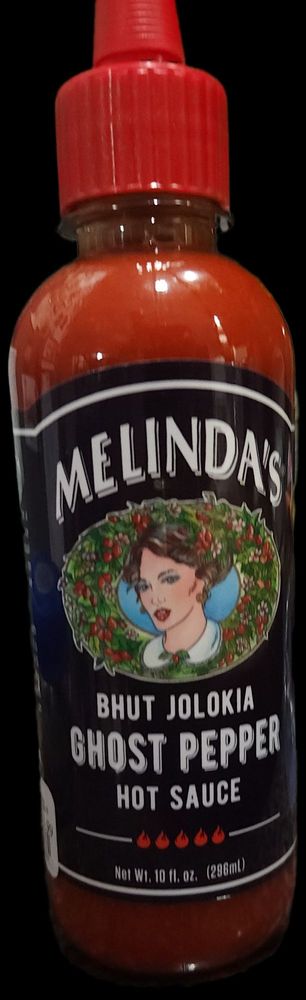 MELINDA'S
BHUT JOLOKIA
GHOST PEPPER
HOT SAUCE
Net Wt. 10 fl. oz. (296mL)